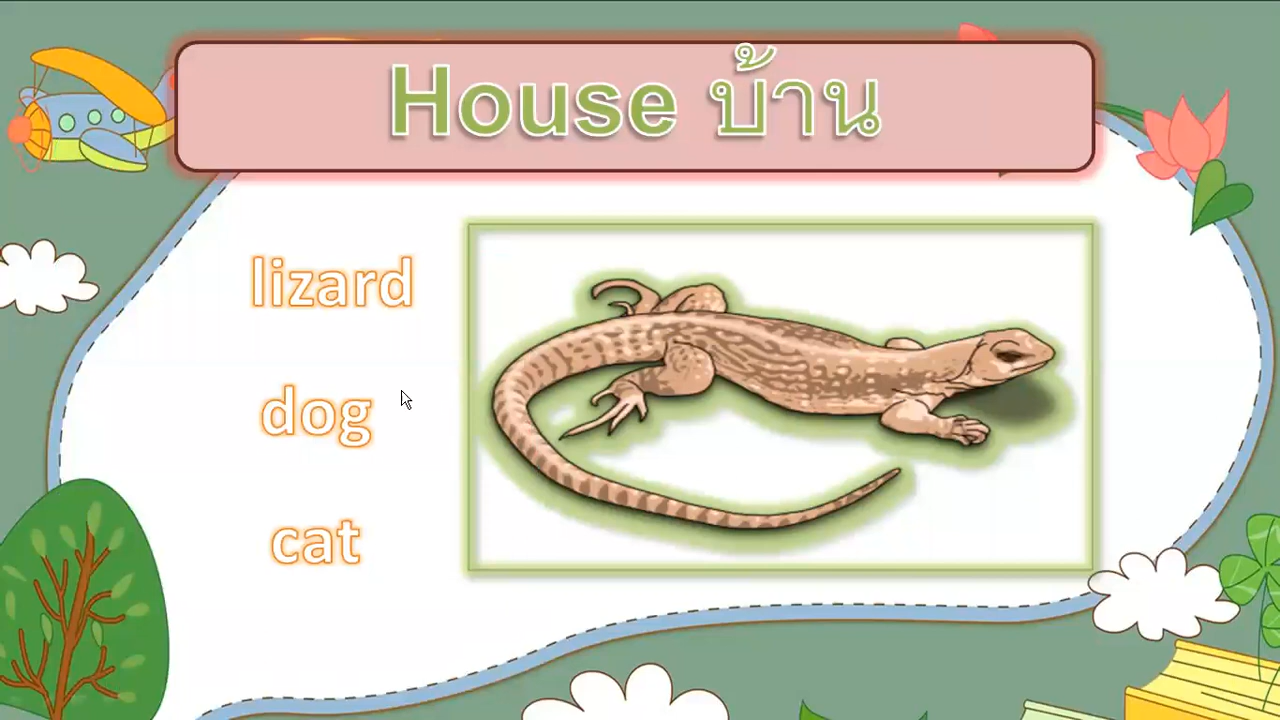 House บ้าน
lizard
dog
cat